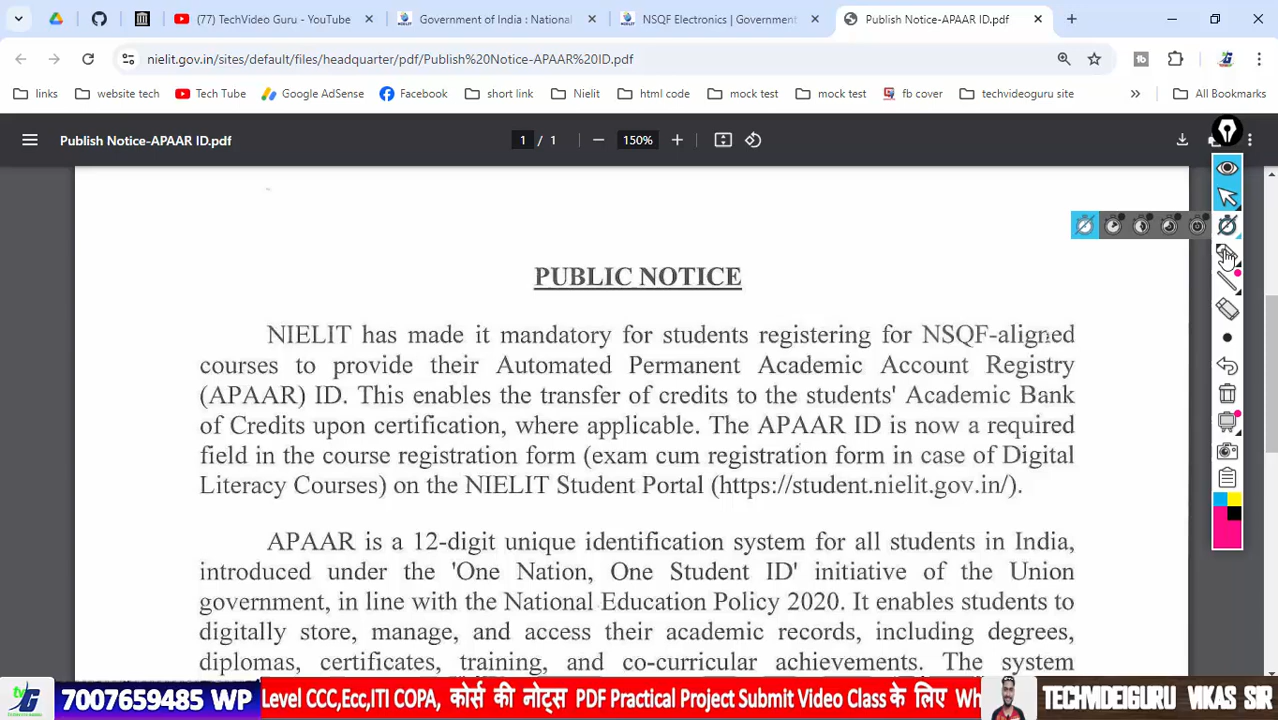 (77) TechVideo Guru - YouTube
Government of India : National
NSQF Electronics | Government
Publish Notice-APAAR ID.pdf
nielit.gov.in/sites/default/files/headquarter/pdf/Publish%20Notice-APAAR%20ID.pdf
links
website tech
Tech Tube
Google AdSense
Facebook
short link
Nielit
html code
mock test
mock test
fb cover
techvideoguru site
All Bookmarks
Publish Notice-APAAR ID.pdf
1 / 1
150%
PUBLIC NOTICE
NIELIT has made it mandatory for students registering for NSQF-aligned
courses to provide their Automated Permanent Academic Account Registry
(APAAR) ID. This enables the transfer of credits to the students' Academic Bank
of Credits upon certification, where applicable. The APAAR ID is now a required
field in the course registration form (exam cum registration form in case of Digital
Literacy Courses) on the NIELIT Student Portal (https://student.nielit.gov.in/).
APAAR is a 12-digit unique identification system for all students in India,
introduced under the 'One Nation, One Student ID' initiative of the Union
government, in line with the National Education Policy 2020. It enables students to
digitally store, manage, and access their academic records, including degrees,
diplomas, certificates, training, and co-curricular achievements. The system
7007659485 WP
Level CCC,Ecc,ITI COPA, कोर्स की नोट्स PDF Practical Project Submit Video Class के लिए Wh
TECHMDEIGURU VIKAS SIR